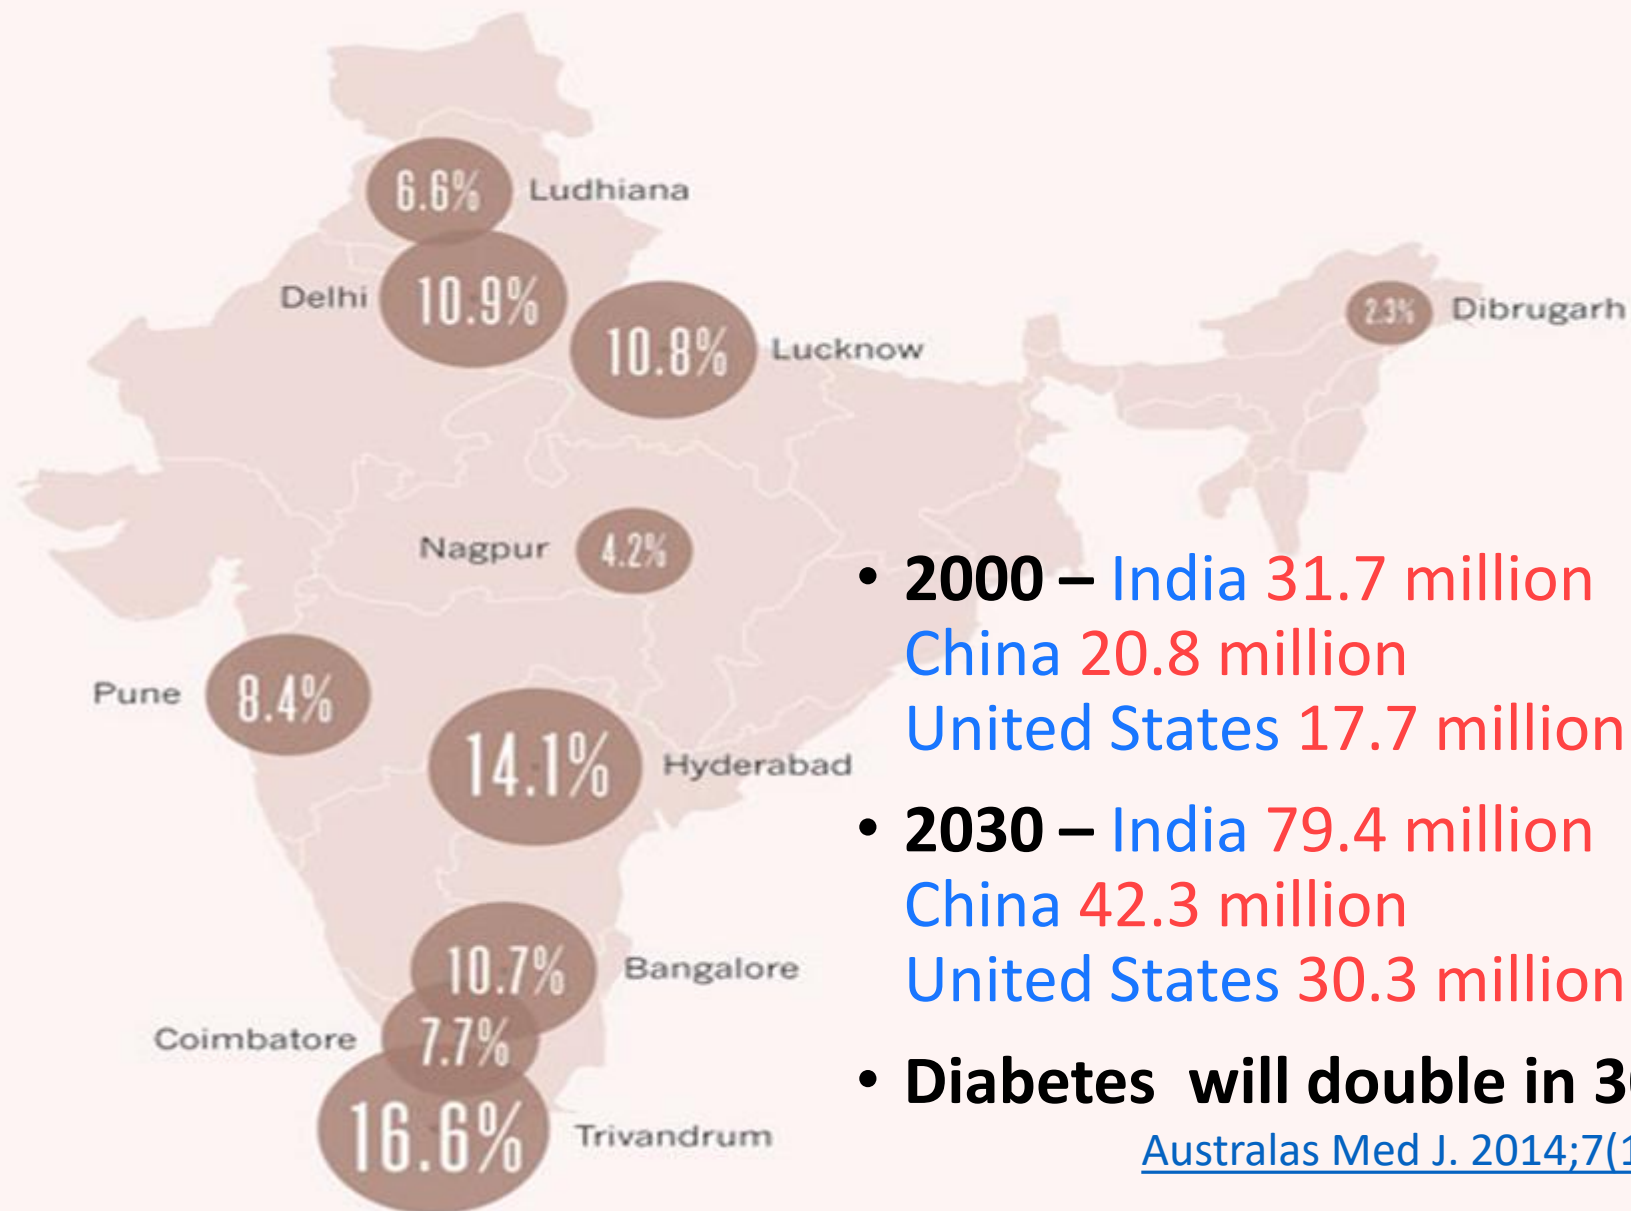 6.6% Ludhiana
Delhi 10.9%
10.8% Lucknow
2.3% Dibrugarh
Nagpur 4.2%
Pune 8.4%
14.1% Hyderabad
10.7% Bangalore
Coimbatore 7.7%
16.6% Trivandrum
• 2000 – India 31.7 million
China 20.8 million
United States 17.7 million
• 2030 – India 79.4 million
China 42.3 million
United States 30.3 million
• Diabetes will double in
Australas Med J. 2014;7(1